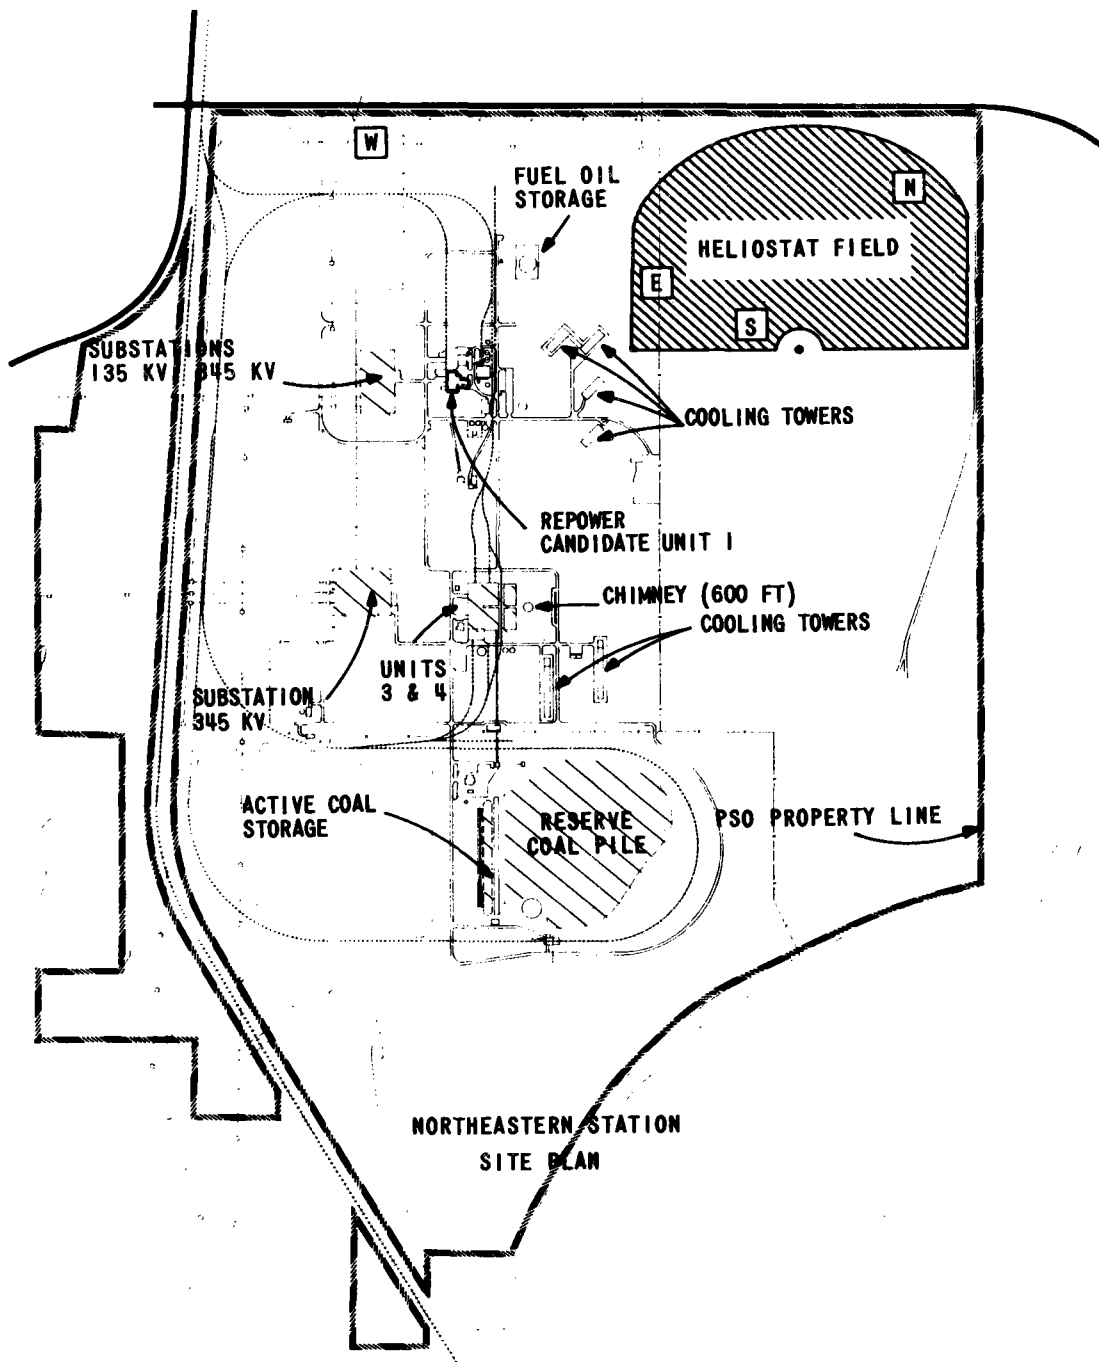 W
FUEL OIL
STORAGE
N
HELIOSTAT FIELD
E
S
SUBSTATIONS
135 KV 345 KV
COOLING TOWERS
REPOWER
CANDIDATE UNIT 1
CHIMNEY (600 FT)
COOLING TOWERS
UNITS
3 & 4
SUBSTATION
345 KV
ACTIVE COAL
STORAGE
RESERVE
COAL PILE
PSO PROPERTY LINE
NORTHEASTERN STATION
SITE PLAN